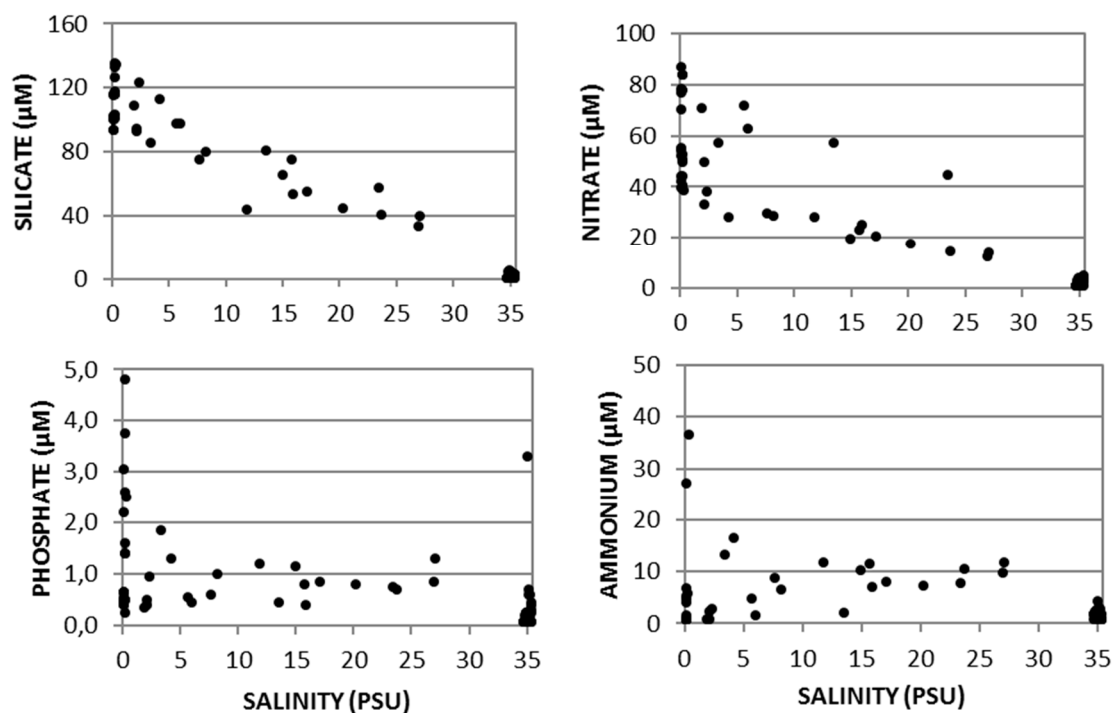 SILICATE (µM)
160
120
80
40
0
0 5 10 15 20 25 30 35
NITRATE (µM)
100
80
60
40
20
0
0 5 10 15 20 25 30 35
PHOSPHATE (µM)
5,0
4,0
3,0
2,0
1,0
0,0
0 5 10 15 20 25 30 35
SALINITY (PSU)
AMMONIUM (µM)
50
40
30
20
10
0
0 5 10 15 20 25 30 35
SALINITY (PSU)